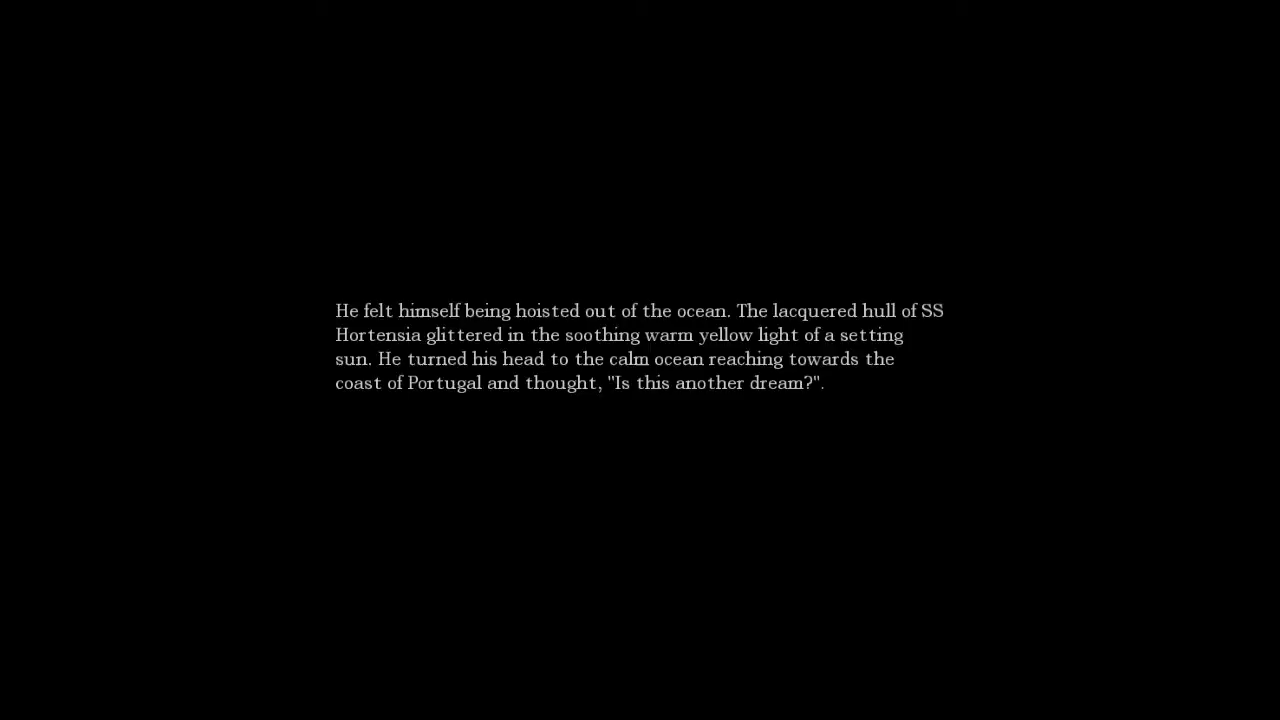 He felt himself being hoisted out of the ocean. The lacquered hull of SS
Hortensia glittered in the soothing warm yellow light of a setting
sun. He turned his head to the calm ocean reaching towards the
coast of Portugal and thought, "Is this another dream?".